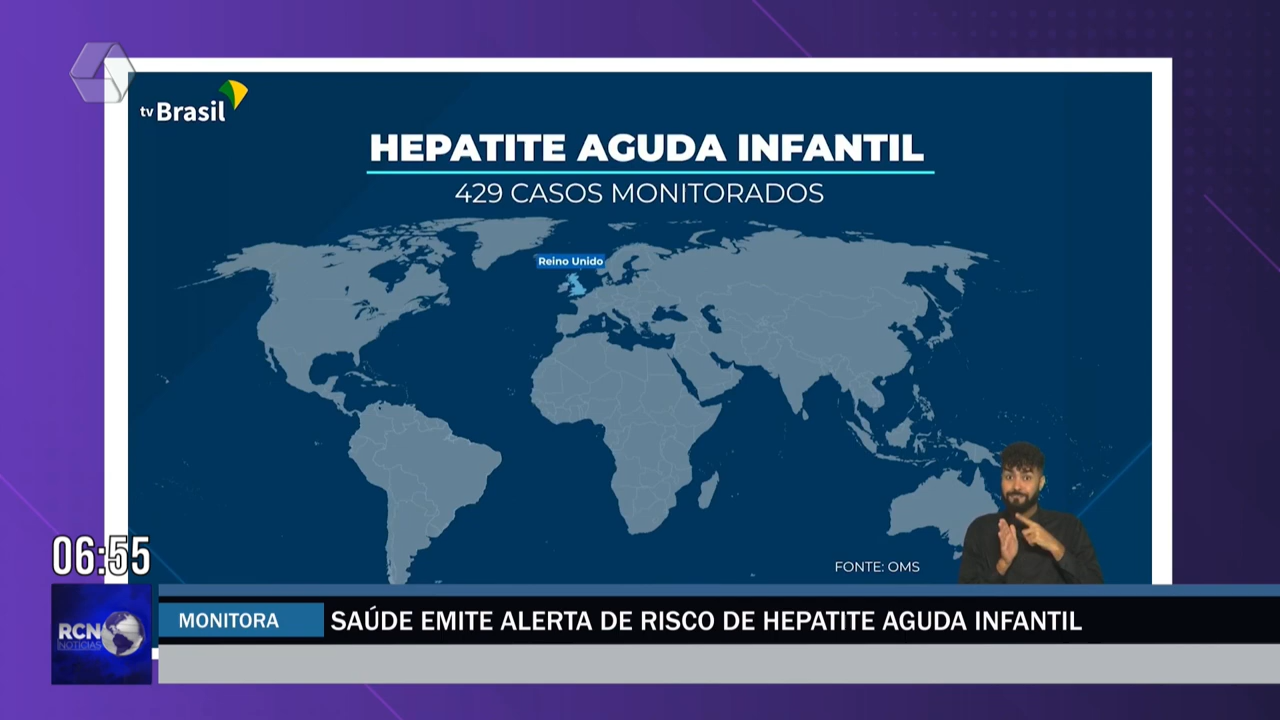 tv Brasil
HEPATITE AGUDA INFANTIL
429 CASOS MONITORADOS
Reino Unido
FONTE: OMS
06:55
RCN
NOTÍCIAS
MONITORA
SAÚDE EMITE ALERTA DE RISCO DE HEPATITE AGUDA INFANTIL